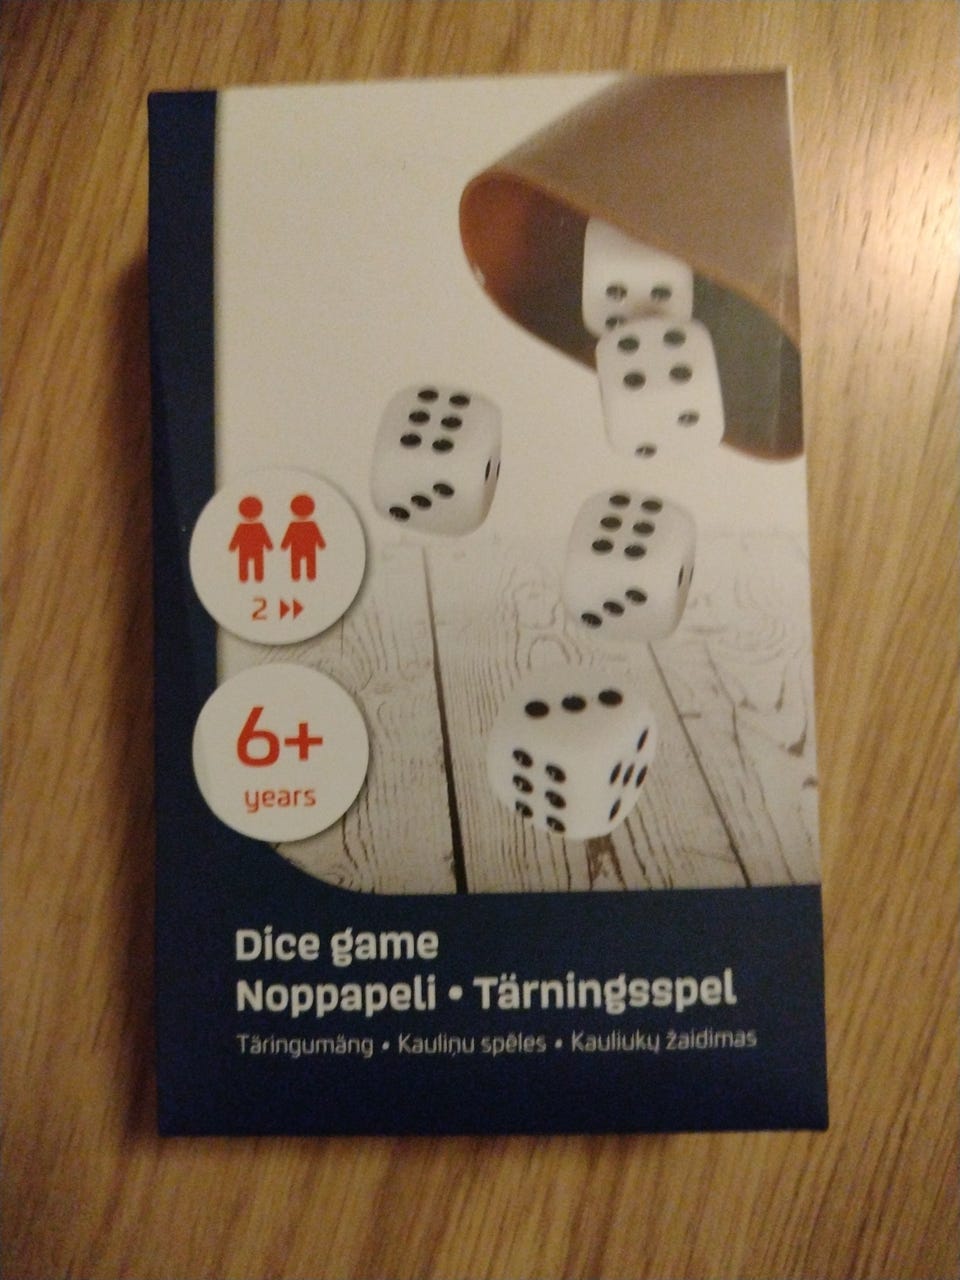 2
6+
years
Dice game
Noppapeli • Tärningsspel
Täringumäng • Kauliņu spēles • Kauliukų žaidimas